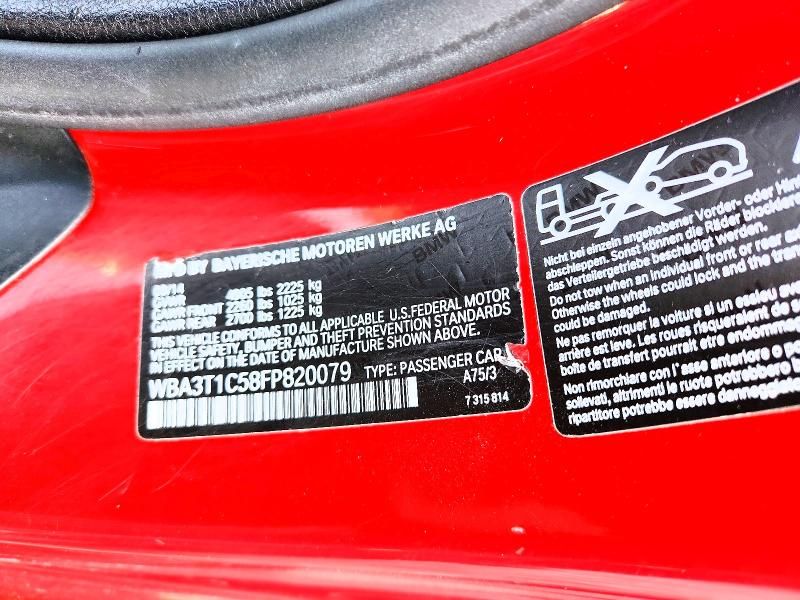 MFD BY BAYERISCHE MOTOREN WERKE AG
GVWR 4905 lbs 2225 kg
GAWR FRONT 2260 lbs 1025 kg
GAWR REAR 2700 lbs 1225 kg
THIS VEHICLE CONFORMS TO ALL APPLICABLE U.S.FEDERAL MOTOR
VEHICLE SAFETY, BUMPER AND THEFT PREVENTION STANDARDS
IN EFFECT ON THE DATE OF MANUFACTURE SHOWN ABOVE.
WBA3T1C58FP820079 TYPE: PASSENGER CAR
A75/3
7 315 814
Nicht bei einzeln angehobener Vorder- oder
abschleppen. Sonst können die Räder blockieren
das Verteilergetriebe beschädigt werden.
Do not tow when an individual front or rear
Otherwise the wheels could lock and the
could be damaged.
Ne pas remorquer la voiture si un essieu
arrière est levé. Les roues risqueraient de
boîte de transfert pourrait être
Non rimorchiare con l'asse anteriore o
sollevati, altrimenti le ruote potrebbero
ripartitore potrebbe essere danneggiato